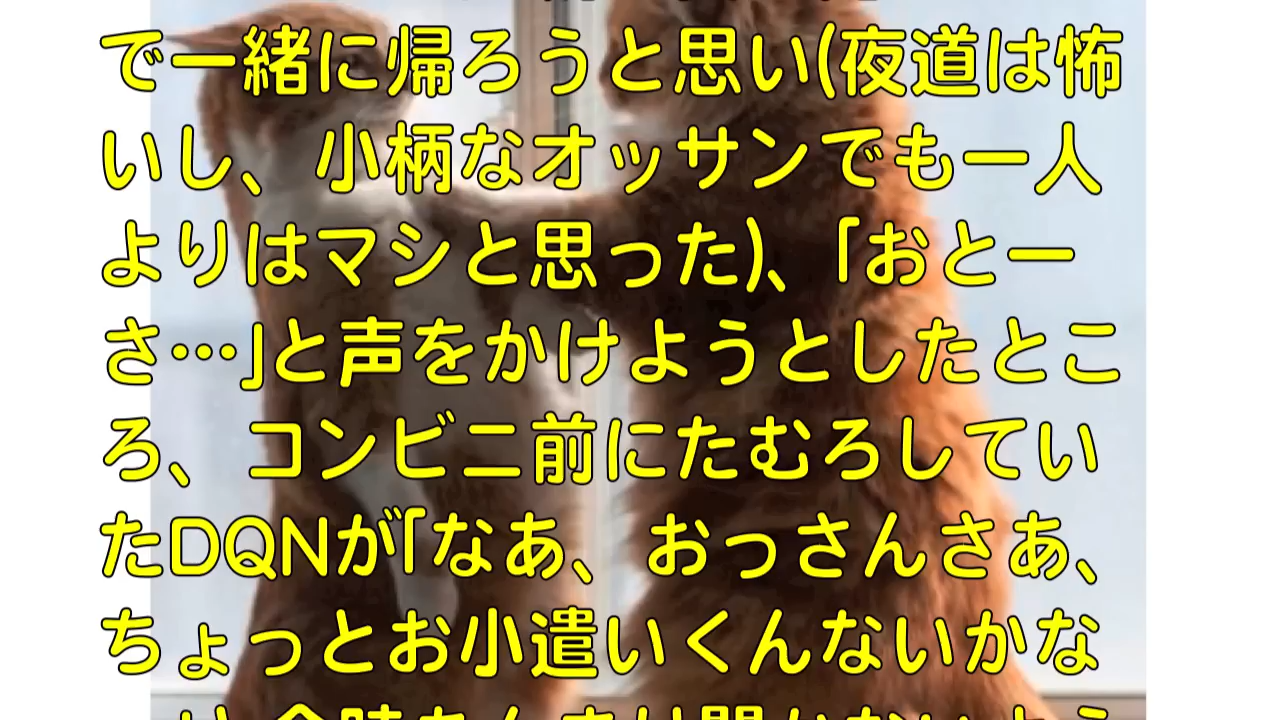 で一緒に帰ろうと思い(夜道は怖
いし、小柄なオッサンでも一人
よりはマシと思った)、「おとー
さ…」と声をかけようとしたとこ
ろ、コンビニ前にたむろしてい
たDQNが「なあ、おっさんさあ、
ちょっとお小遣いくんないかな